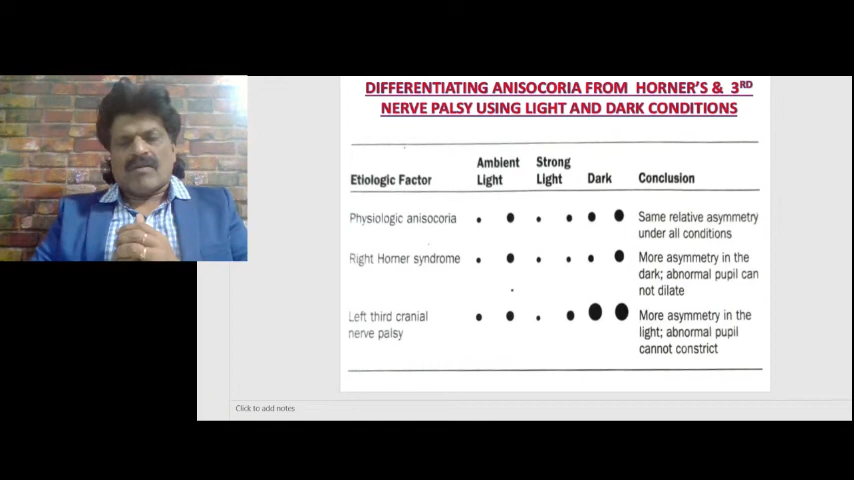 DIFFERENTIATING ANISOCORIA FROM HORNER'S & 3RD
NERVE PALSY USING LIGHT AND DARK CONDITIONS
Ambient Strong
Etiologic Factor Light Light Dark Conclusion
Physiologic anisocoria Same relative asymmetry
under all conditions
Right Horner syndrome More asymmetry in the
dark; abnormal pupil can
not dilate
Left third cranial More asymmetry in the
nerve palsy light; abnormal pupil
cannot constrict
Click to add notes